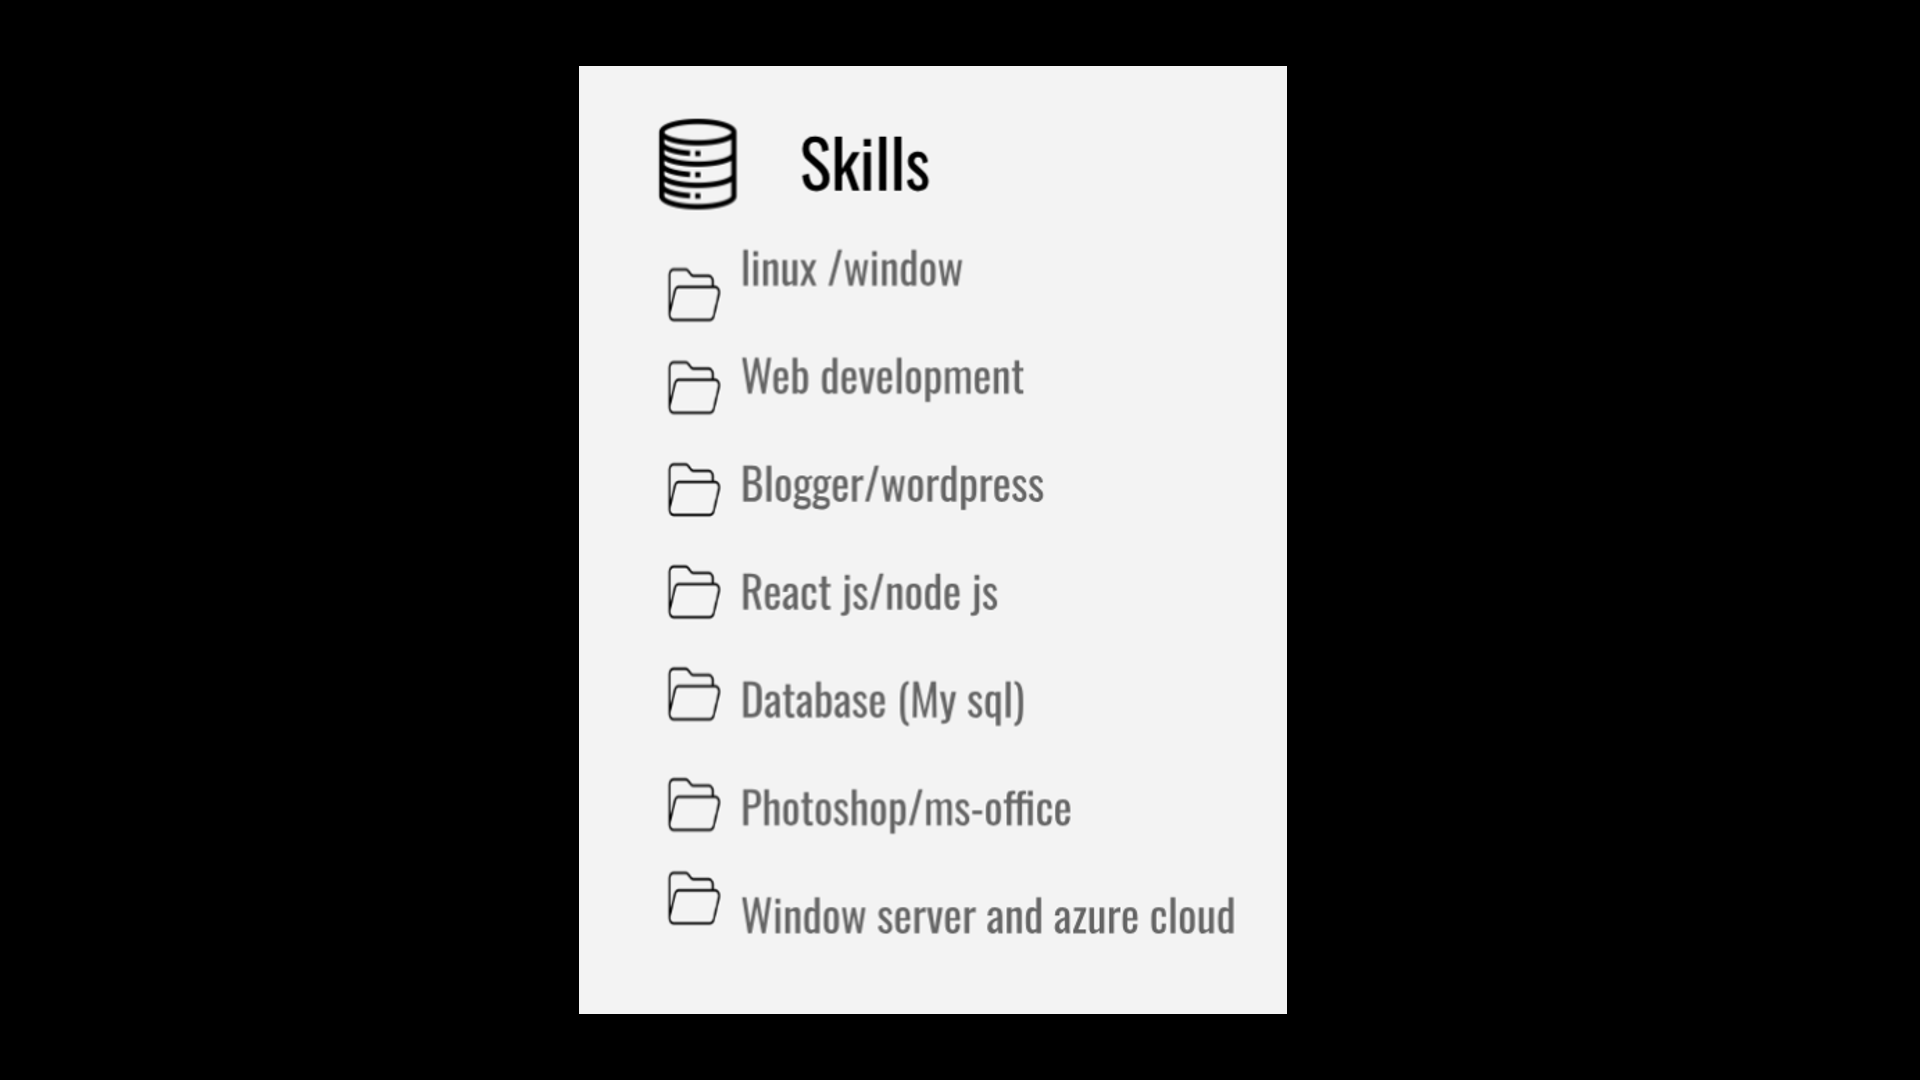 Skills
linux /window
Web development
Blogger/wordpress
React js/node js
Database (My sql)
Photoshop/ms-office
Window server and azure cloud